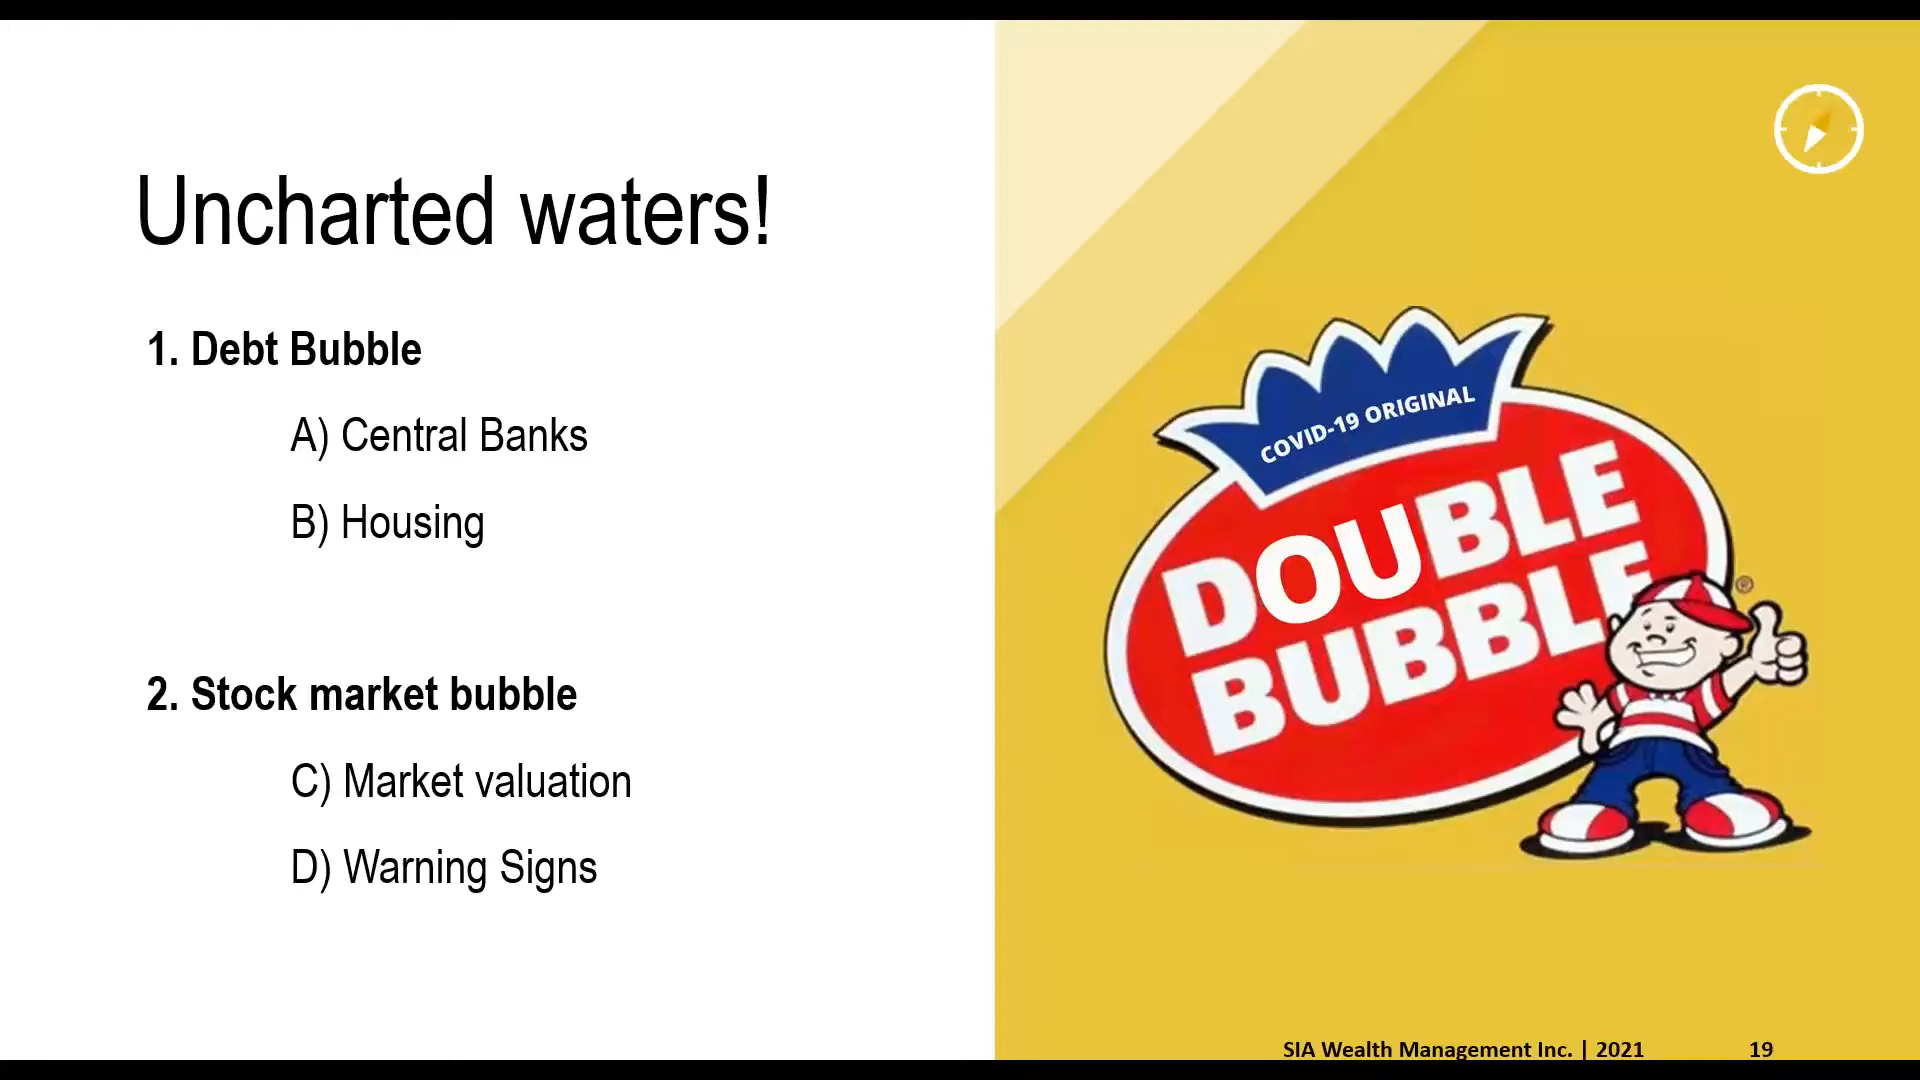 Uncharted waters!
1. Debt Bubble
A) Central Banks
B) Housing
2. Stock market bubble
C) Market valuation
D) Warning Signs
COVID-19 ORIGINAL
DOUBLE
BUBBLE
®
SIA Wealth Management Inc. | 2021
19